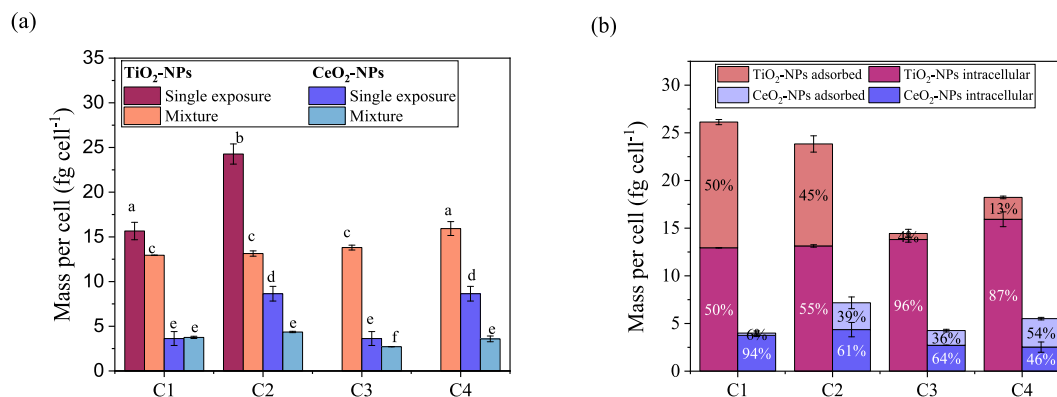 (a)
Mass per cell (fg cell⁻¹)
35
30
25
20
15
10
5
0
TiO₂-NPs CeO₂-NPs
Single exposure Single exposure
Mixture Mixture
a
c
e
e
b
c
d
e
c
e
f
a
d
e
C1 C2 C3 C4
(b)
Mass per cell (fg cell⁻¹)
30
25
20
15
10
5
0
TiO₂-NPs adsorbed TiO₂-NPs intracellular
CeO₂-NPs adsorbed CeO₂-NPs intracellular
50%
50%
6%
94%
45%
55%
39%
61%
4%
96%
36%
64%
13%
87%
54%
46%
C1 C2 C3 C4